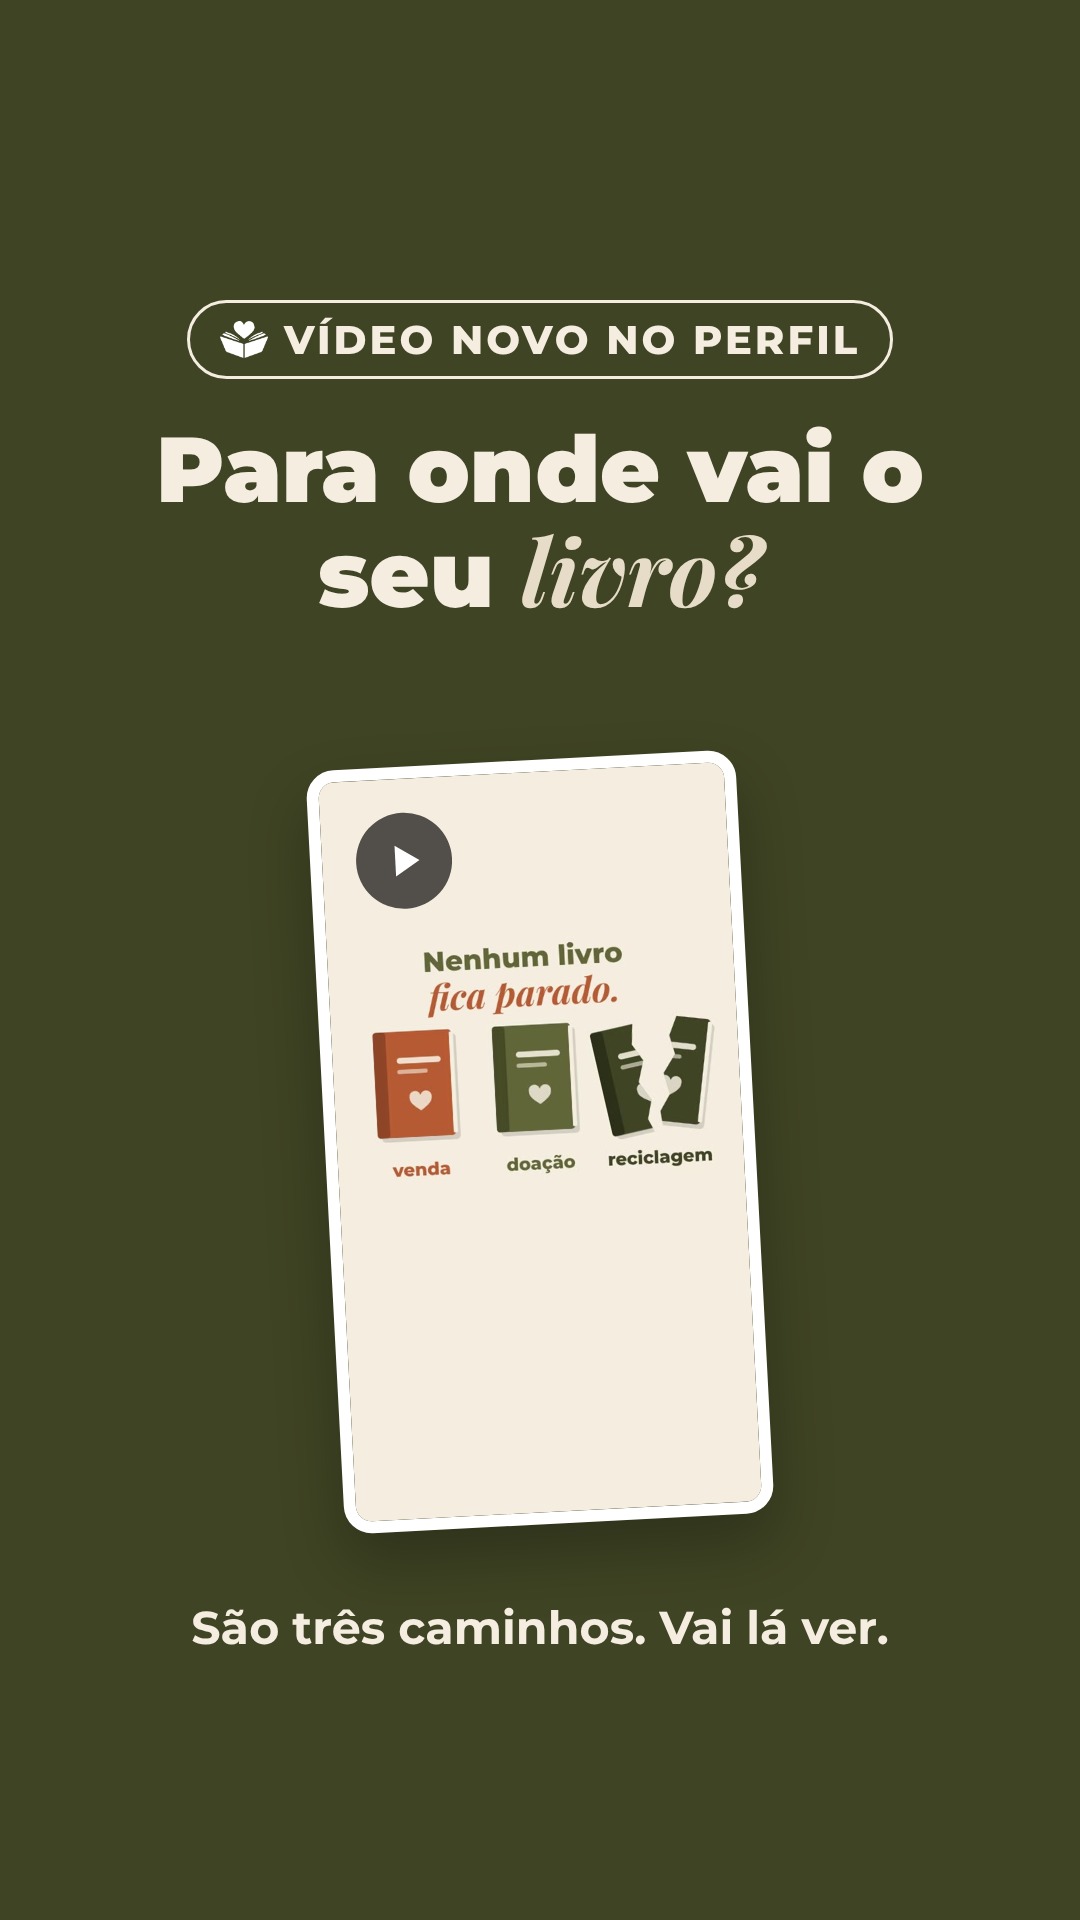 VÍDEO NOVO NO PERFIL
Para onde vai o
seu livro?
Nenhum livro
fica parado.
venda doação reciclagem
São três caminhos. Vai lá ver.